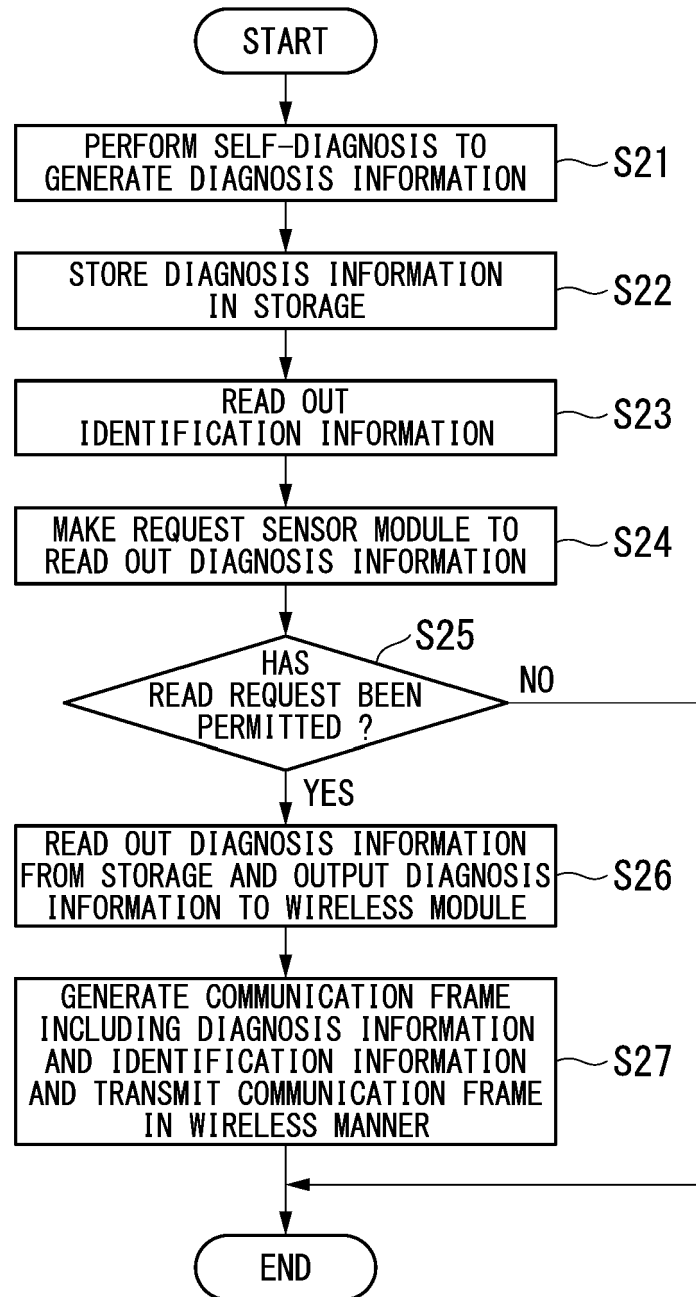 START
PERFORM SELF-DIAGNOSIS TO
GENERATE DIAGNOSIS INFORMATION
S21
STORE DIAGNOSIS INFORMATION
IN STORAGE
S22
READ OUT
IDENTIFICATION INFORMATION
S23
MAKE REQUEST SENSOR MODULE TO
READ OUT DIAGNOSIS INFORMATION
S24
S25
HAS
READ REQUEST BEEN
PERMITTED ?
NO
YES
READ OUT DIAGNOSIS INFORMATION
FROM STORAGE AND OUTPUT DIAGNOSIS
INFORMATION TO WIRELESS MODULE
S26
GENERATE COMMUNICATION FRAME
INCLUDING DIAGNOSIS INFORMATION
AND IDENTIFICATION INFORMATION
AND TRANSMIT COMMUNICATION FRAME
IN WIRELESS MANNER
S27
END